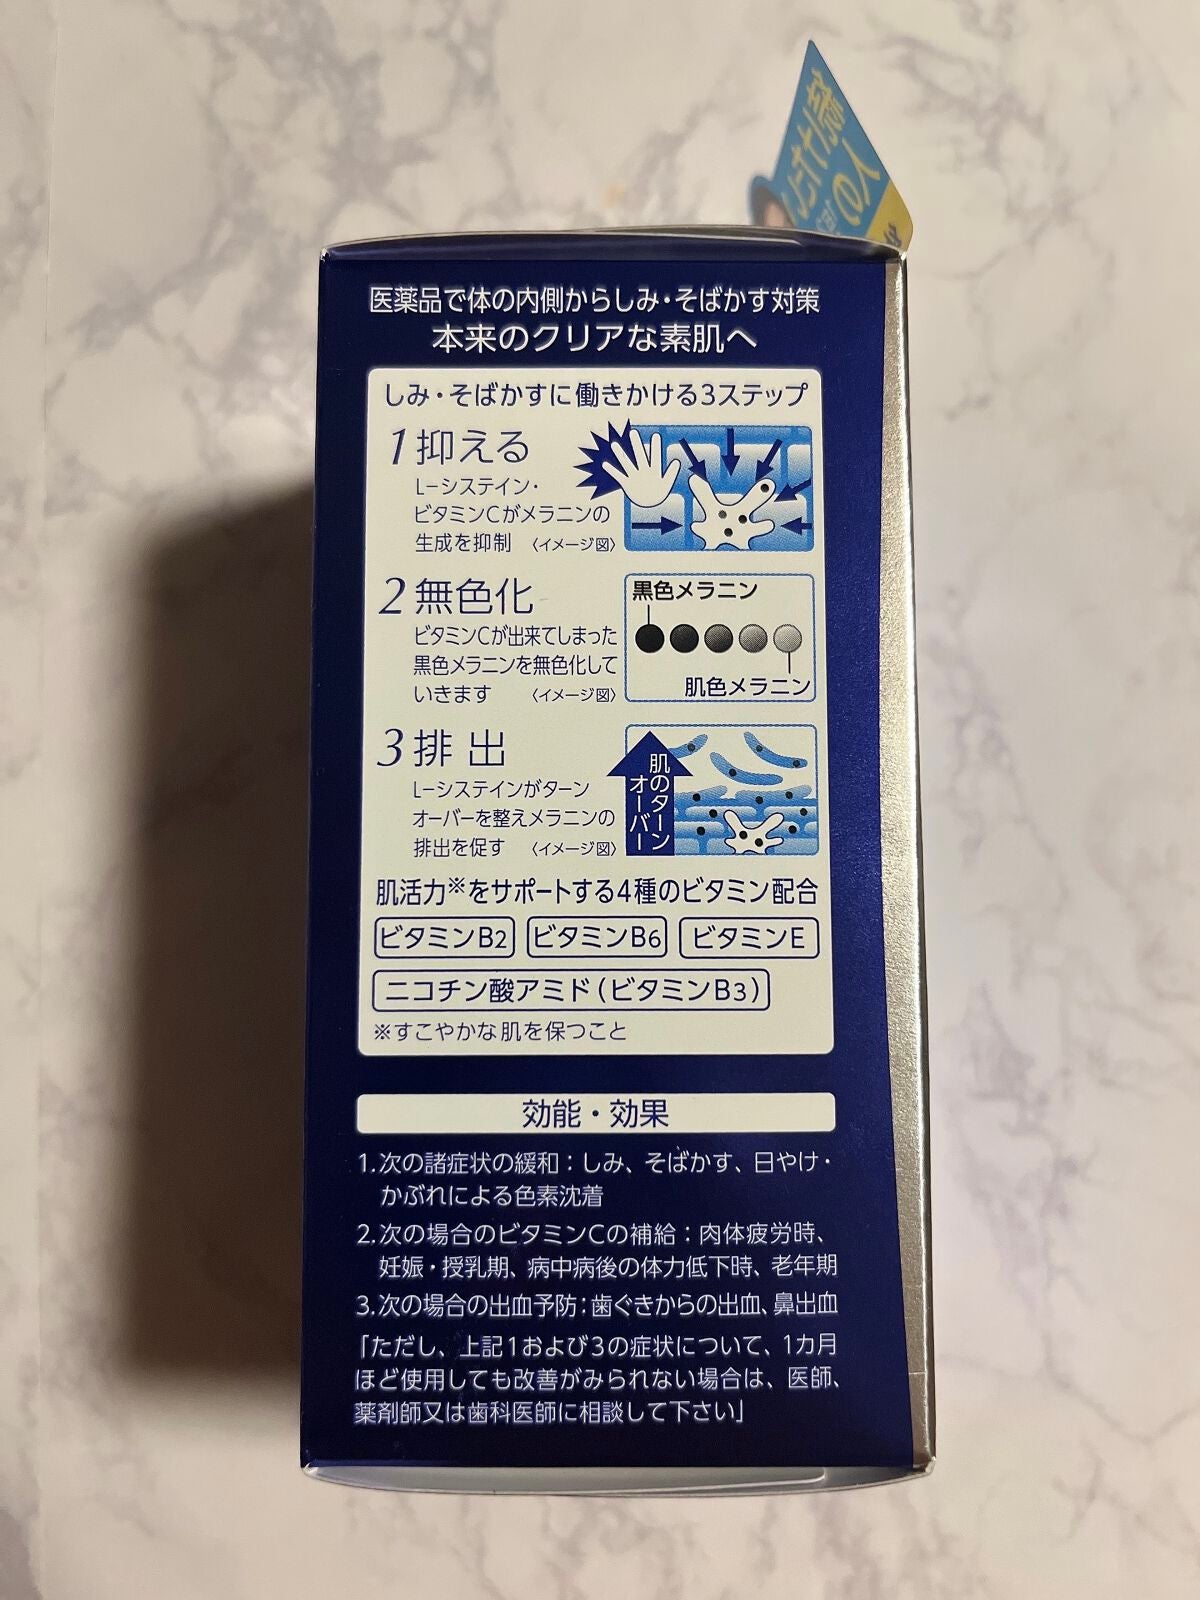 続けたい
人の
医薬品で体の内側からしみ・そばかす対策
本来のクリアな素肌へ
しみ・そばかすに働きかける3ステップ
1 抑える
L-システイン・
ビタミンCがメラニンの
生成を抑制 〈イメージ図〉
2 無色化
ビタミンCが出来てしまった
黒色メラニンを無色化して
いきます 〈イメージ図〉
黒色メラニン
肌色メラニン
3 排出
L-システインがターン
オーバーを整えメラニンの
排出を促す 〈イメージ図〉
肌のターン
オーバー
肌活力※をサポートする4種のビタミン配合
ビタミンB2 ビタミンB6 ビタミンE
ニコチン酸アミド(ビタミンB3)
※すこやかな肌を保つこと
効能・効果
1.次の諸症状の緩和：しみ、そばかす、日やけ・
かぶれによる色素沈着
2.次の場合のビタミンCの補給：肉体疲労時、
妊娠・授乳期、病中病後の体力低下時、老年期
3.次の場合の出血予防：歯ぐきからの出血、鼻出血
「ただし、上記1および3の症状について、1カ月
ほど使用しても改善がみられない場合は、医師、
薬剤師又は歯科医師に相談して下さい」